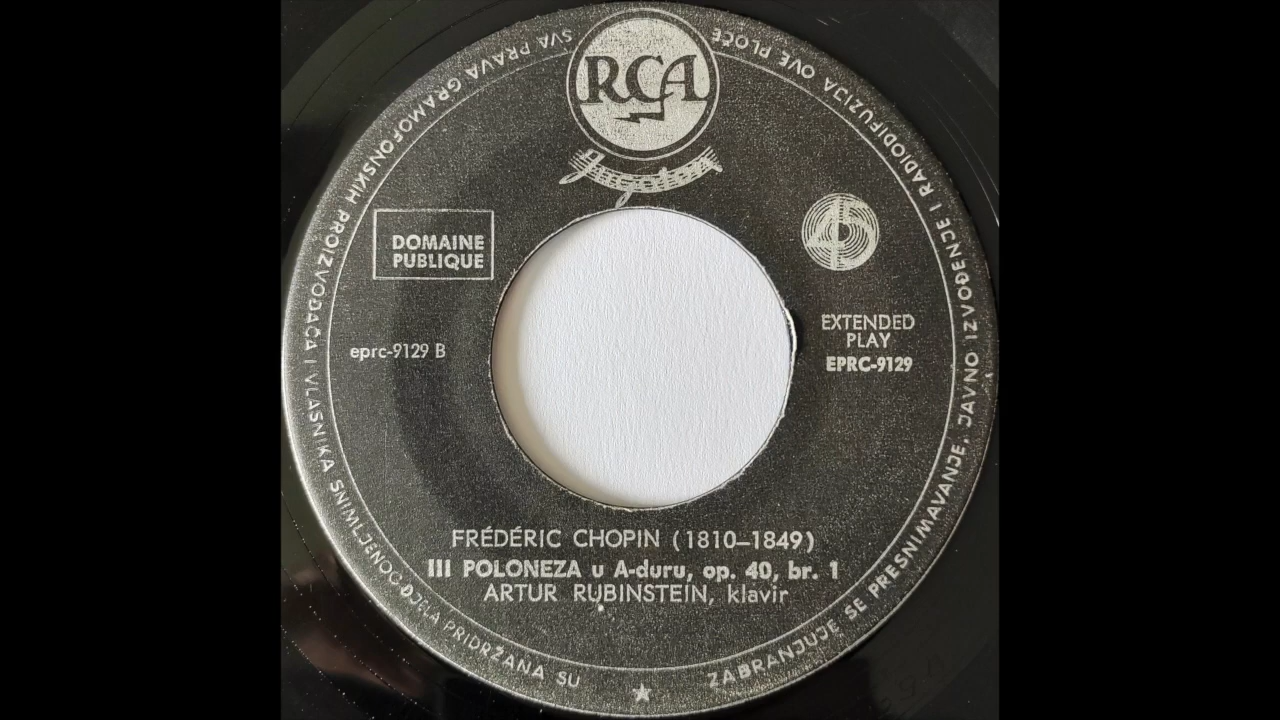 SVA PRAVA GRAMOFONSKIH PROIZVOĐAČA I VLASNIKA SNIMLJENOG DJELA PRIDRŽANA SU
ZABRANJUJE SE PRESNIMAVANJE, JAVNO IZVOĐENJE I RADIODIFUZIJA OVE PLOČE
RCA
Jugoton
DOMAINE
PUBLIQUE
45
eprc-9129 B
EXTENDED
PLAY
EPRC-9129
FRÉDÉRIC CHOPIN (1810–1849)
III POLONEZA u A-duru, op. 40, br. 1
ARTUR RUBINSTEIN, klavir